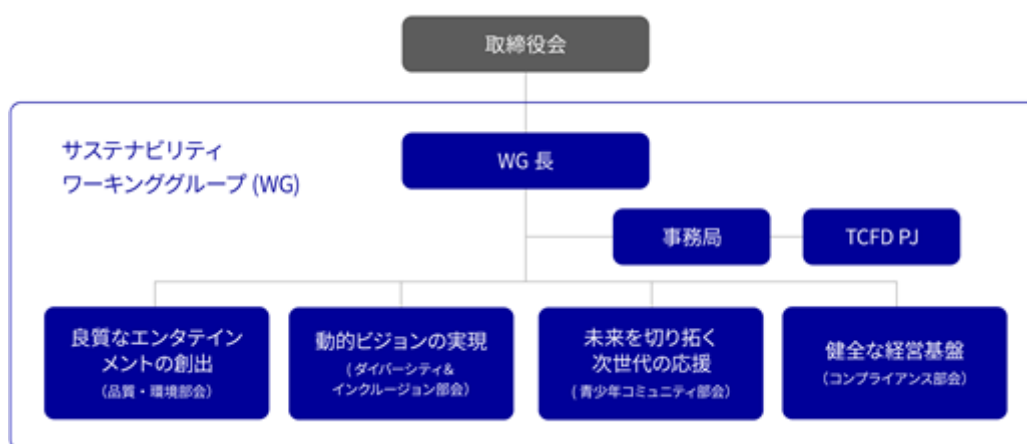 取締役会
サステナビリティ
ワーキンググループ (WG)
WG 長
事務局
TCFD PJ
良質なエンタテイン
メントの創出
（品質・環境部会）
動的ビジョンの実現
( ダイバーシティ&
インクルージョン部会）
未来を切り拓く
次世代の応援
( 青少年コミュニティ部会）
健全な経営基盤
（コンプライアンス部会）